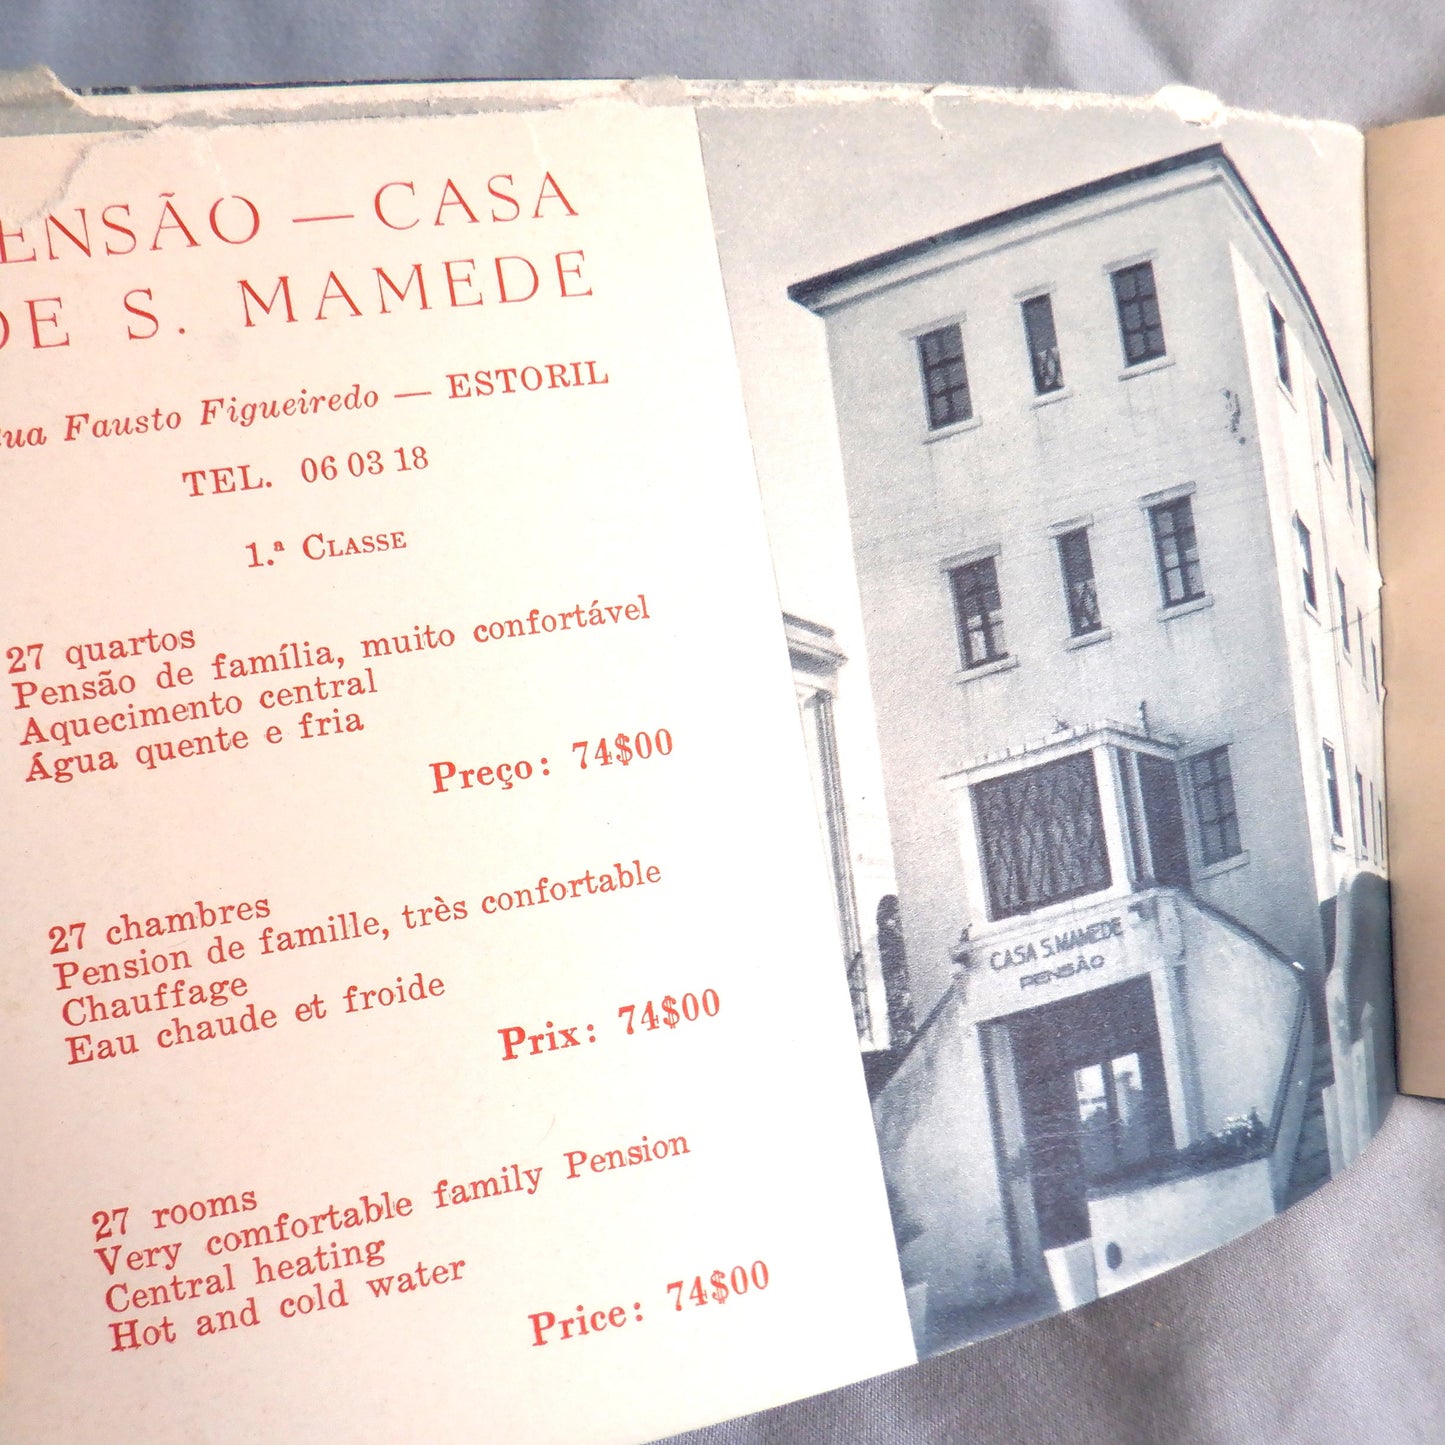 ENSÃO — CASA
DE S. MAMEDE
ua Fausto Figueiredo — ESTORIL
TEL. 06 03 18
1.ª CLASSE
27 quartos
Pensão de família, muito confortável
Aquecimento central
Água quente e fria
Preço: 74$00
27 chambres
Pension de famille, très confortable
Chauffage
Eau chaude et froide
Prix: 74$00
27 rooms
Very comfortable family Pension
Central heating
Hot and cold water
Price: 74$00
CASA S. MAMEDE
PENSÃO